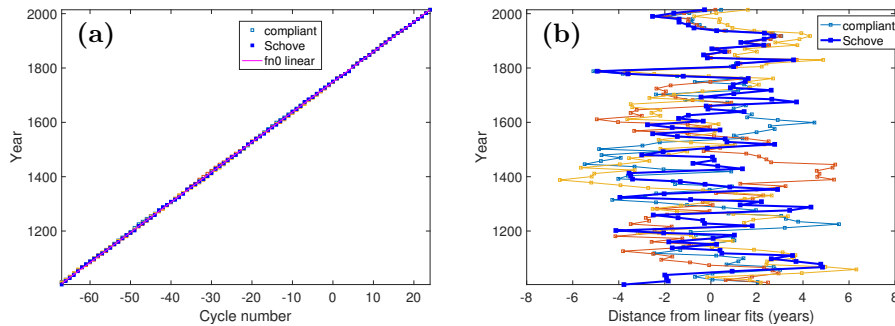 (a)
compliant
Schove
fn0 linear
2000
1800
1600
1400
1200
Year
-60 -50 -40 -30 -20 -10 0 10 20
Cycle number
(b)
compliant
Schove
2000
1800
1600
1400
1200
Year
-8 -6 -4 -2 0 2 4 6 8
Distance from linear fits (years)